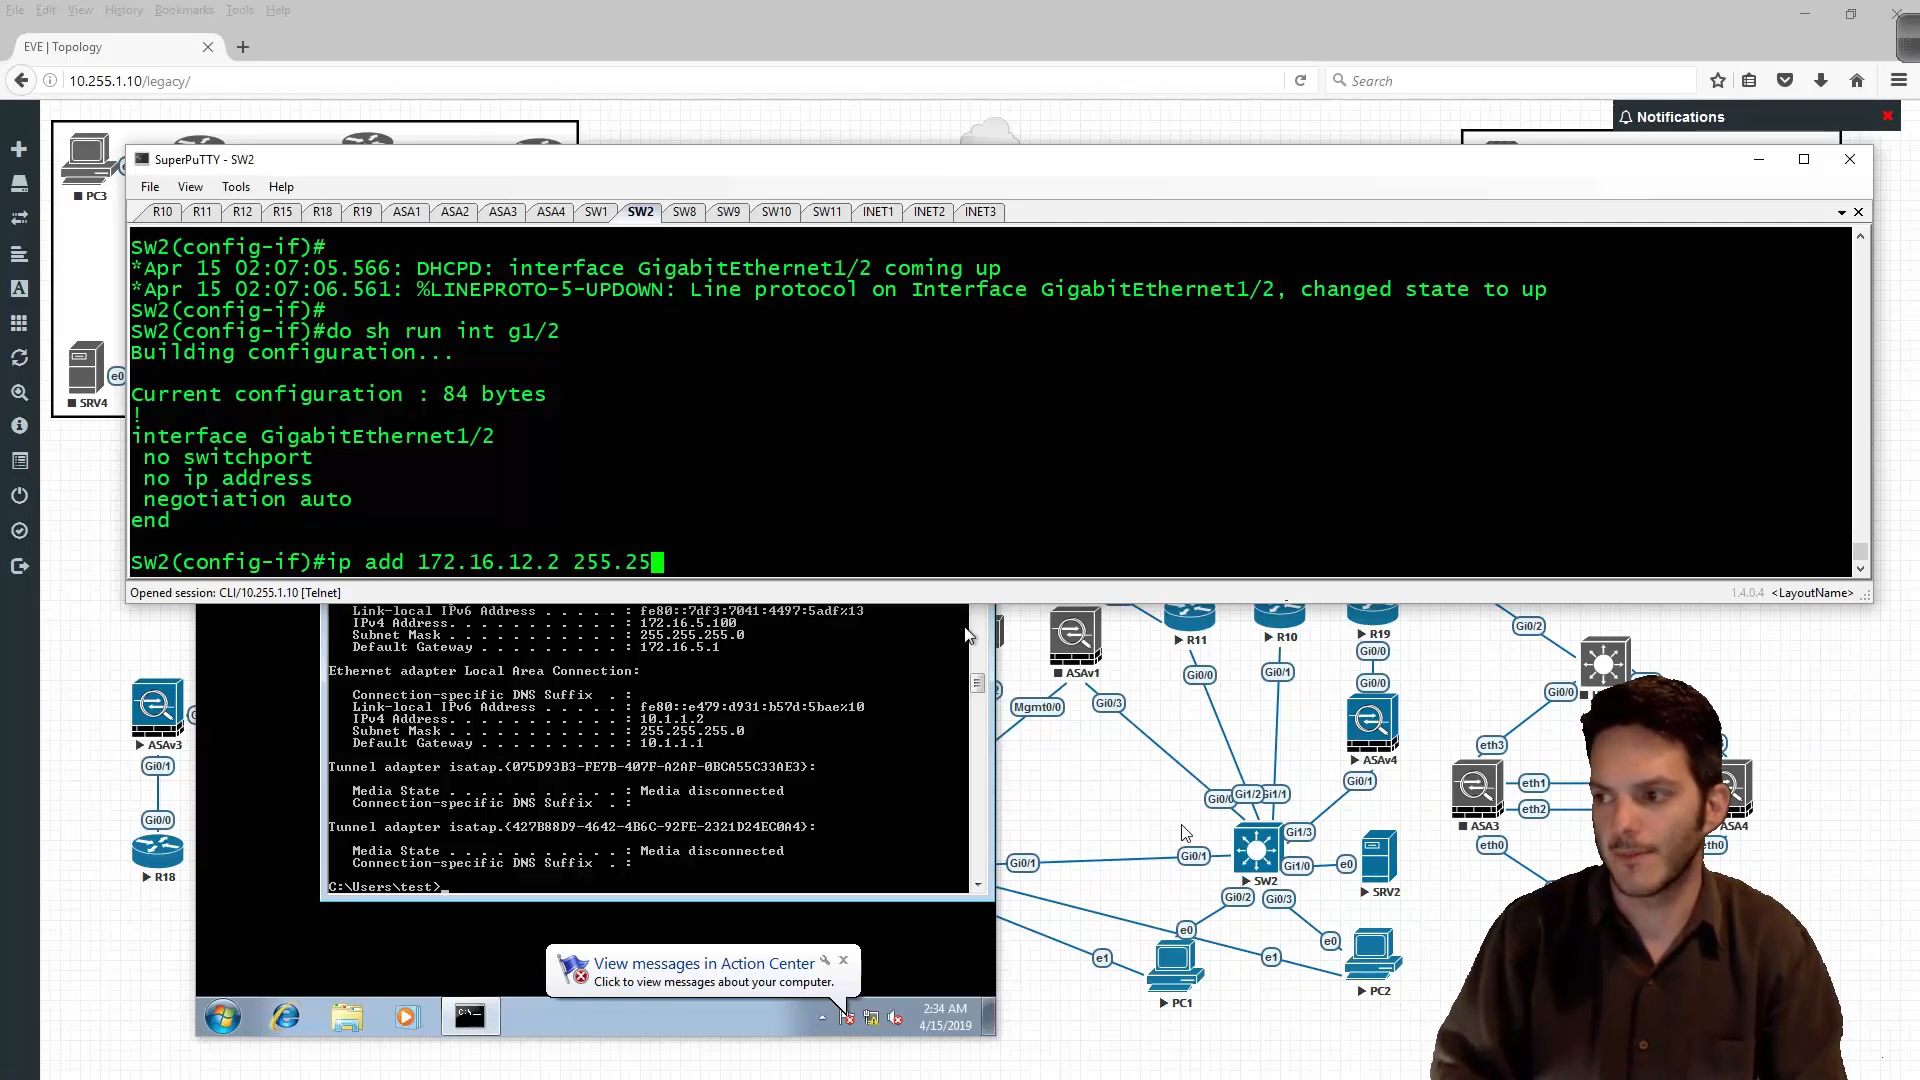 File Edit View History Bookmarks Tools Help
EVE | Topology
10.255.1.10/legacy/
Search
Notifications
PC3
SRV4
e0
SuperPuTTY - SW2
File View Tools Help
R10 R11 R12 R15 R18 R19 ASA1 ASA2 ASA3 ASA4 SW1 SW2 SW8 SW9 SW10 SW11 INET1 INET2 INET3
SW2(config-if)#
*Apr 15 02:07:05.566: DHCPD: interface GigabitEthernet1/2 coming up
*Apr 15 02:07:06.561: %LINEPROTO-5-UPDOWN: Line protocol on Interface GigabitEthernet1/2, changed state to up
SW2(config-if)#
SW2(config-if)#do sh run int g1/2
Building configuration...
Current configuration : 84 bytes
!
interface GigabitEthernet1/2
no switchport
no ip address
negotiation auto
end
SW2(config-if)#ip add 172.16.12.2 255.25
Opened session: CLI/10.255.1.10 [Telnet]
1.4.0.4 <LayoutName>
Link-local IPv6 Address . . . . . : fe80::7df3:7041:4497:5adfx13
IPv4 Address. . . . . . . . . . . : 172.16.5.100
Subnet Mask . . . . . . . . . . . : 255.255.255.0
Default Gateway . . . . . . . . . : 172.16.5.1
Ethernet adapter Local Area Connection:
Connection-specific DNS Suffix . :
Link-local IPv6 Address . . . . . : fe80::e479:d931:b57d:5baex10
IPv4 Address. . . . . . . . . . . : 10.1.1.2
Subnet Mask . . . . . . . . . . . : 255.255.255.0
Default Gateway . . . . . . . . . : 10.1.1.1
Tunnel adapter isatap.{075D93B3-FE7B-407F-A2AF-0BCA55C33AE3}:
Media State . . . . . . . . . . . : Media disconnected
Connection-specific DNS Suffix . :
Tunnel adapter isatap.{427B88D9-4642-4B6C-92FE-2321D24EC0A4}:
Media State . . . . . . . . . . . : Media disconnected
Connection-specific DNS Suffix . :
C:\Users\test>_
View messages in Action Center
Click to view messages about your computer.
2:34 AM
4/15/2019
ASAv3
Gi0/1
Gi0/0
R18
ASAv1
Mgmt0/0
Gi0/3
R11
R10
R19
Gi0/0
Gi0/1
Gi0/0
Gi0/0
ASAv4
Gi0/1
Gi1/2
Gi1/1
Gi1/3
Gi0/1
Gi0/1
Gi1/0
e0
SW2
SRV2
Gi0/2
Gi0/3
e0
e0
e1
e1
PC1
PC2
Gi0/2
Gi0/0
eth3
eth1
eth2
ASA3
ASA4
eth0
eth0